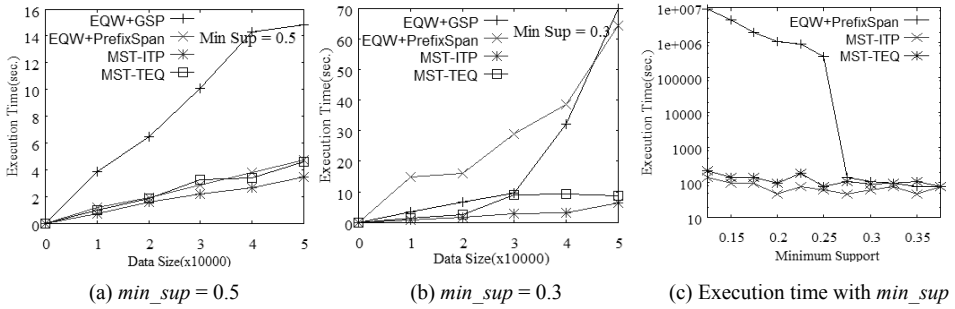 16
14
12
10
8
6
4
2
0
Execution Time(sec.)
EQW+GSP
EQW+PrefixSpan
MST-ITP
MST-TEQ
Min Sup = 0.5
0 1 2 3 4 5
Data Size(x10000)
(a) min_sup = 0.5
70
60
50
40
30
20
10
0
Execution Time(sec.)
EQW+GSP
EQW+PrefixSpan
MST-ITP
MST-TEQ
Min Sup = 0.3
0 1 2 3 4 5
Data Size(x10000)
(b) min_sup = 0.3
1e+007
1e+006
100000
10000
1000
100
10
Execution Time(sec.)
EQW+PrefixSpan
MST-ITP
MST-TEQ
0.15 0.2 0.25 0.3 0.35
Minimum Support
(c) Execution time with min_sup